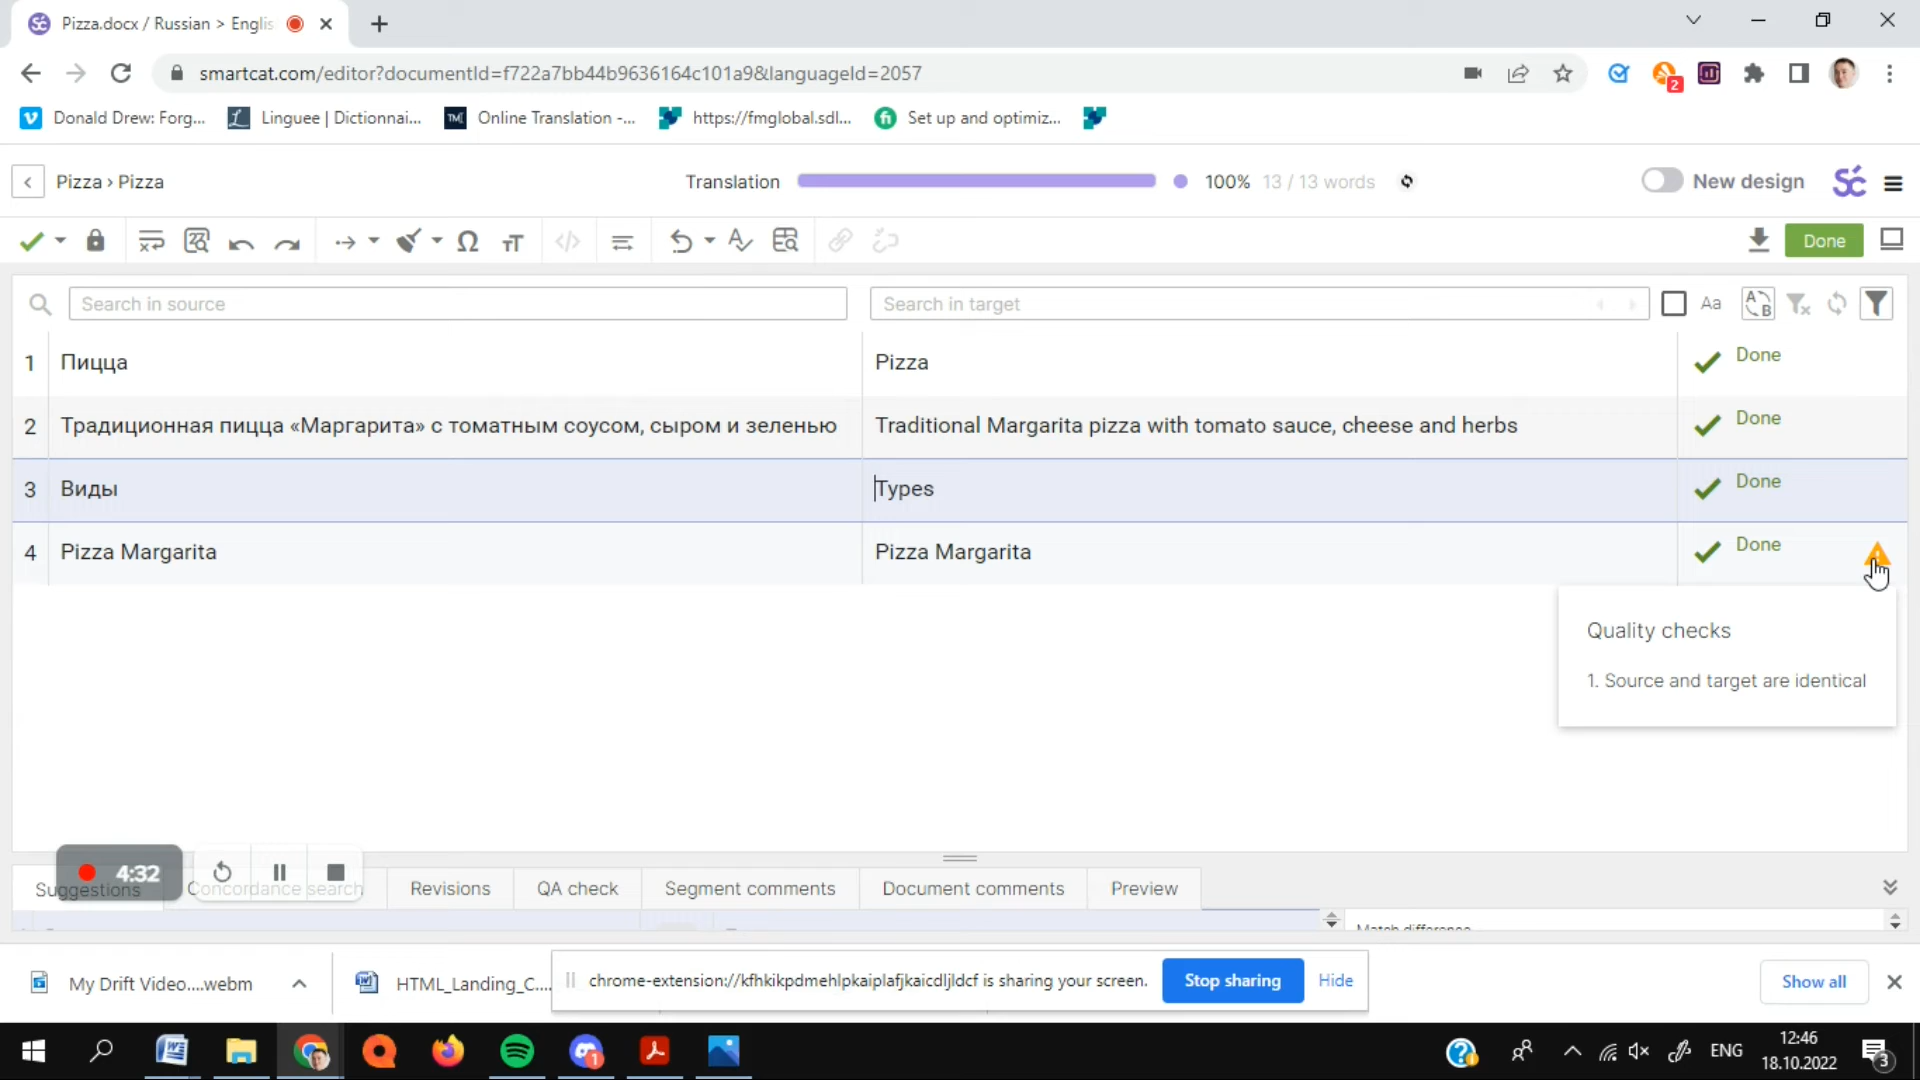 Pizza.docx / Russian > Englis
smartcat.com/editor?documentId=f722a7bb44b9636164c101a9&languageId=2057
2
Donald Drew: Forg...
Linguee | Dictionnai...
TM
Online Translation -...
https://fmglobal.sdl...
Set up and optimiz...
Pizza › Pizza
Translation
100% 13 / 13 words
New design
Done
Search in source
Search in target
Aa
1 Пицца Pizza Done
2 Традиционная пицца «Маргарита» с томатным соусом, сыром и зеленью Traditional Margarita pizza with tomato sauce, cheese and herbs Done
3 Виды Types Done
4 Pizza Margarita Pizza Margarita Done
Quality checks
1. Source and target are identical
4:32
Suggestions
Concordance search
Revisions
QA check
Segment comments
Document comments
Preview
Match difference
My Drift Video....webm
HTML_Landing_C....
chrome-extension://kfhkikpdmehlpkaiplafjkaicdljldcf is sharing your screen.
Stop sharing
Hide
Show all
1
ENG
12:46
18.10.2022
3